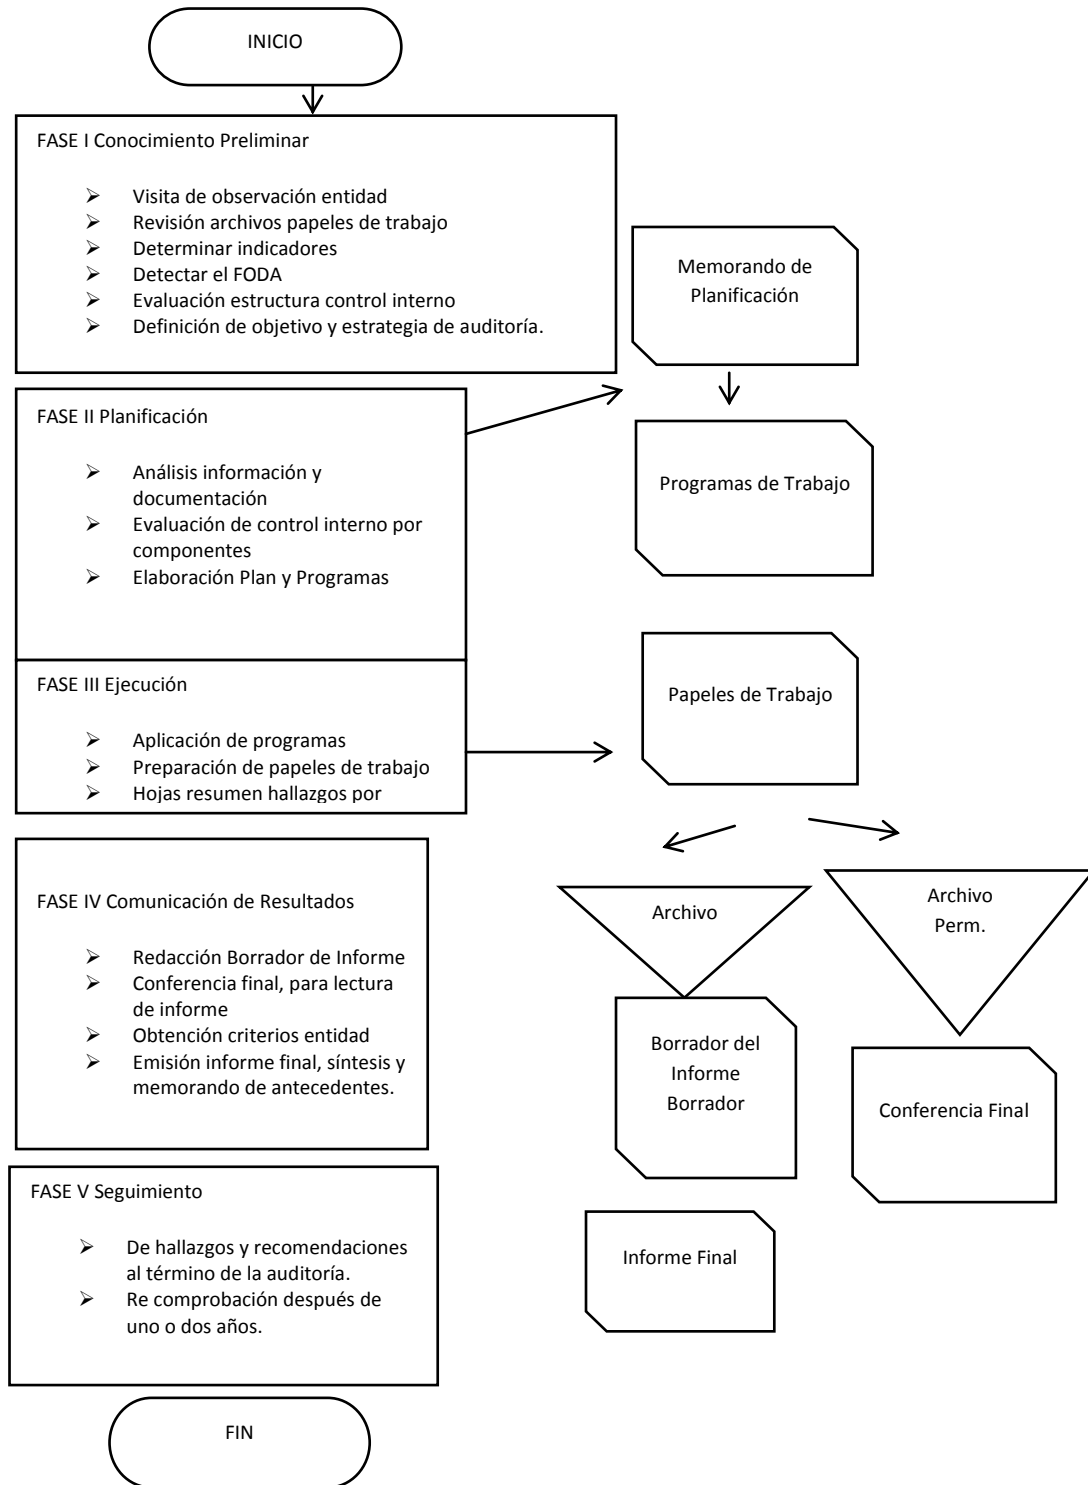 INICIO
FASE I Conocimiento Preliminar
➢ Visita de observación entidad
➢ Revisión archivos papeles de trabajo
➢ Determinar indicadores
➢ Detectar el FODA
➢ Evaluación estructura control interno
➢ Definición de objetivo y estrategia de auditoría.
Memorando de
Planificación
FASE II Planificación
➢ Análisis información y
documentación
➢ Evaluación de control interno por
componentes
➢ Elaboración Plan y Programas
Programas de Trabajo
FASE III Ejecución
➢ Aplicación de programas
➢ Preparación de papeles de trabajo
➢ Hojas resumen hallazgos por
Papeles de Trabajo
Archivo
Archivo
Perm.
FASE IV Comunicación de Resultados
➢ Redacción Borrador de Informe
➢ Conferencia final, para lectura
de informe
➢ Obtención criterios entidad
➢ Emisión informe final, síntesis y
memorando de antecedentes.
Borrador del
Informe
Borrador
Conferencia Final
FASE V Seguimiento
➢ De hallazgos y recomendaciones
al término de la auditoría.
➢ Re comprobación después de
uno o dos años.
Informe Final
FIN